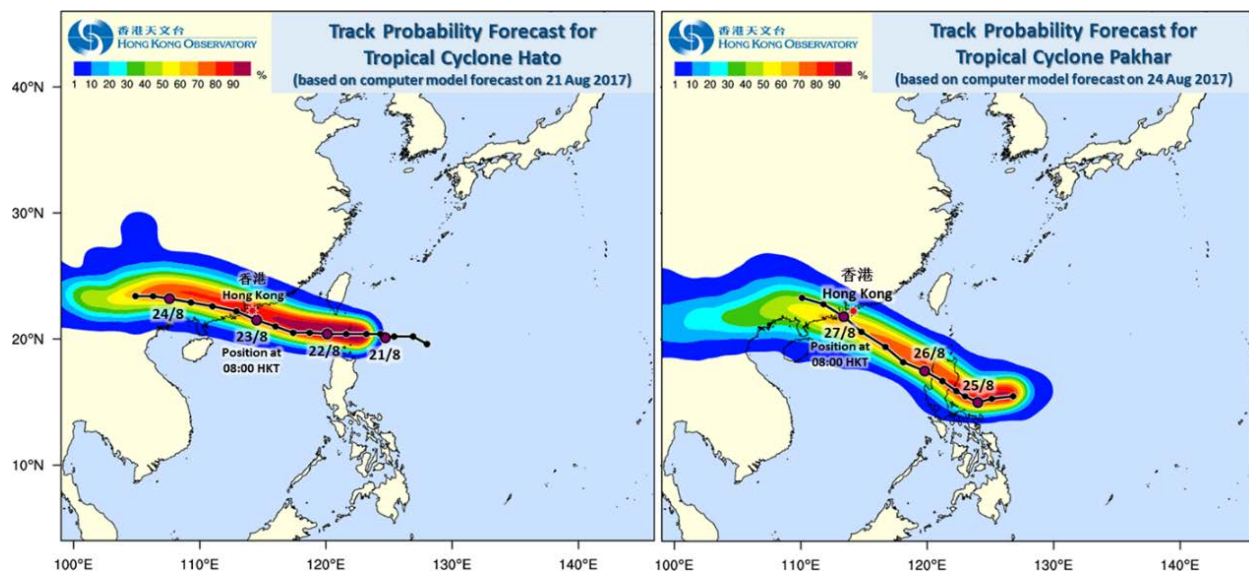 香港天文台
HONG KONG OBSERVATORY
1 10 20 30 40 50 60 70 80 90 %
Track Probability Forecast for
Tropical Cyclone Hato
(based on computer model forecast on 21 Aug 2017)
40°N
30°N
20°N
10°N
香港
Hong Kong
24/8
23/8
22/8
21/8
Position at
08:00 HKT
100°E 110°E 120°E 130°E 140°E
香港天文台
HONG KONG OBSERVATORY
1 10 20 30 40 50 60 70 80 90 %
Track Probability Forecast for
Tropical Cyclone Pakhar
(based on computer model forecast on 24 Aug 2017)
香港
Hong Kong
27/8
26/8
25/8
Position at
08:00 HKT
100°E 110°E 120°E 130°E 140°E